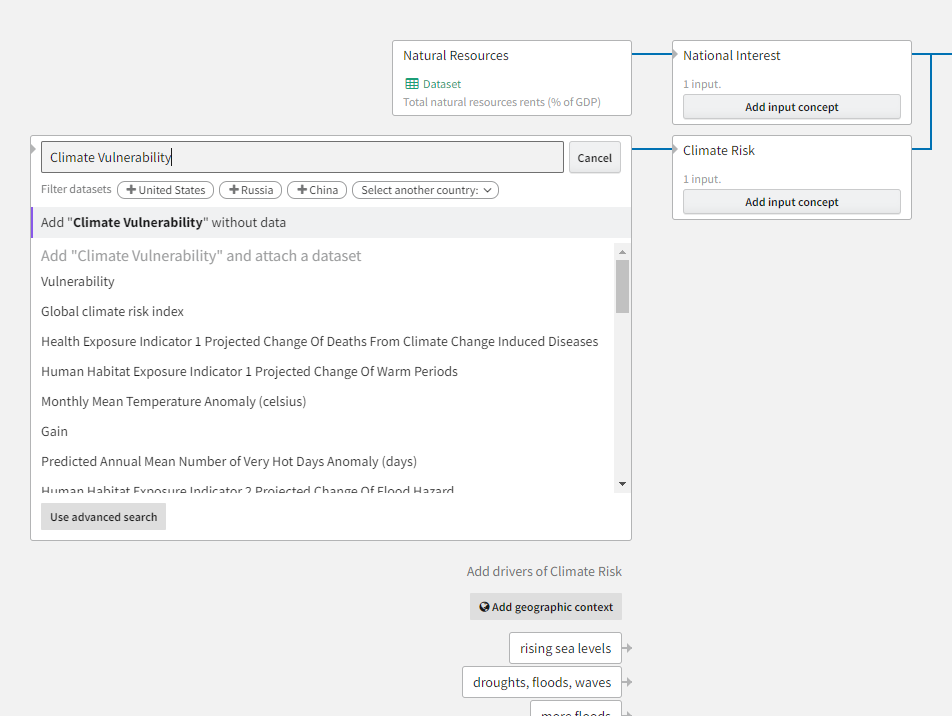 Natural Resources
Dataset
Total natural resources rents (% of GDP)
National Interest
1 input.
Add input concept
Climate Vulnerability
Cancel
Filter datasets
United States
Russia
China
Select another country:
Add "Climate Vulnerability" without data
Add "Climate Vulnerability" and attach a dataset
Vulnerability
Global climate risk index
Health Exposure Indicator 1 Projected Change Of Deaths From Climate Change Induced Diseases
Human Habitat Exposure Indicator 1 Projected Change Of Warm Periods
Monthly Mean Temperature Anomaly (celsius)
Gain
Predicted Annual Mean Number of Very Hot Days Anomaly (days)
Human Habitat Exposure Indicator 2 Projected Change Of Flood Hazard
Use advanced search
Climate Risk
1 input.
Add input concept
Add drivers of Climate Risk
Add geographic context
rising sea levels
droughts, floods, waves
more floods